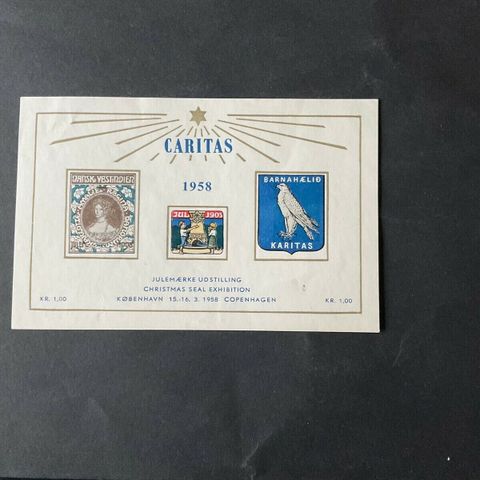 CARITAS
1958
DANSK VESTINDIEN
JUL 1905
BARNAHÆLIÐ
KARITAS
JULEMÆRKE UDSTILLING
CHRISTMAS SEAL EXHIBITION
KR. 1,00 KØBENHAVN 15.-16. 3. 1958 COPENHAGEN KR. 1,00